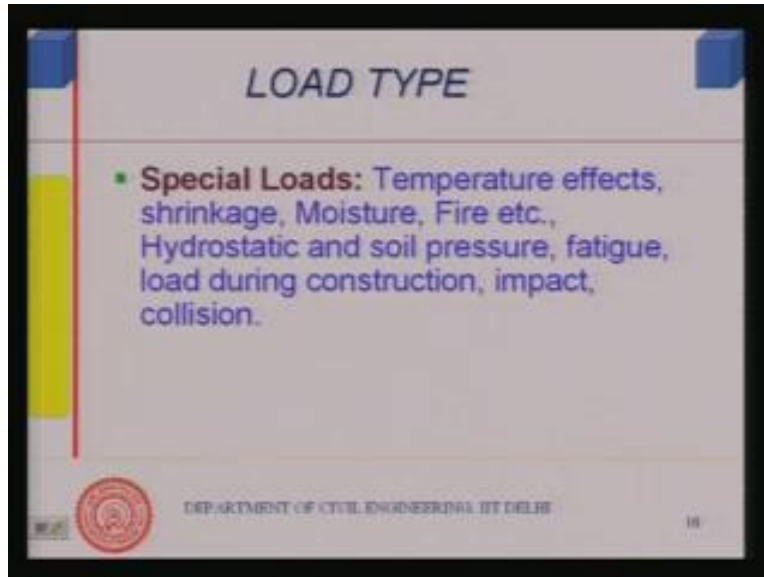 LOAD TYPE
▪ Special Loads: Temperature effects,
shrinkage, Moisture, Fire etc.,
Hydrostatic and soil pressure, fatigue,
load during construction, impact,
collision.
DEPARTMENT OF CIVIL ENGINEERING, IIT DELHI